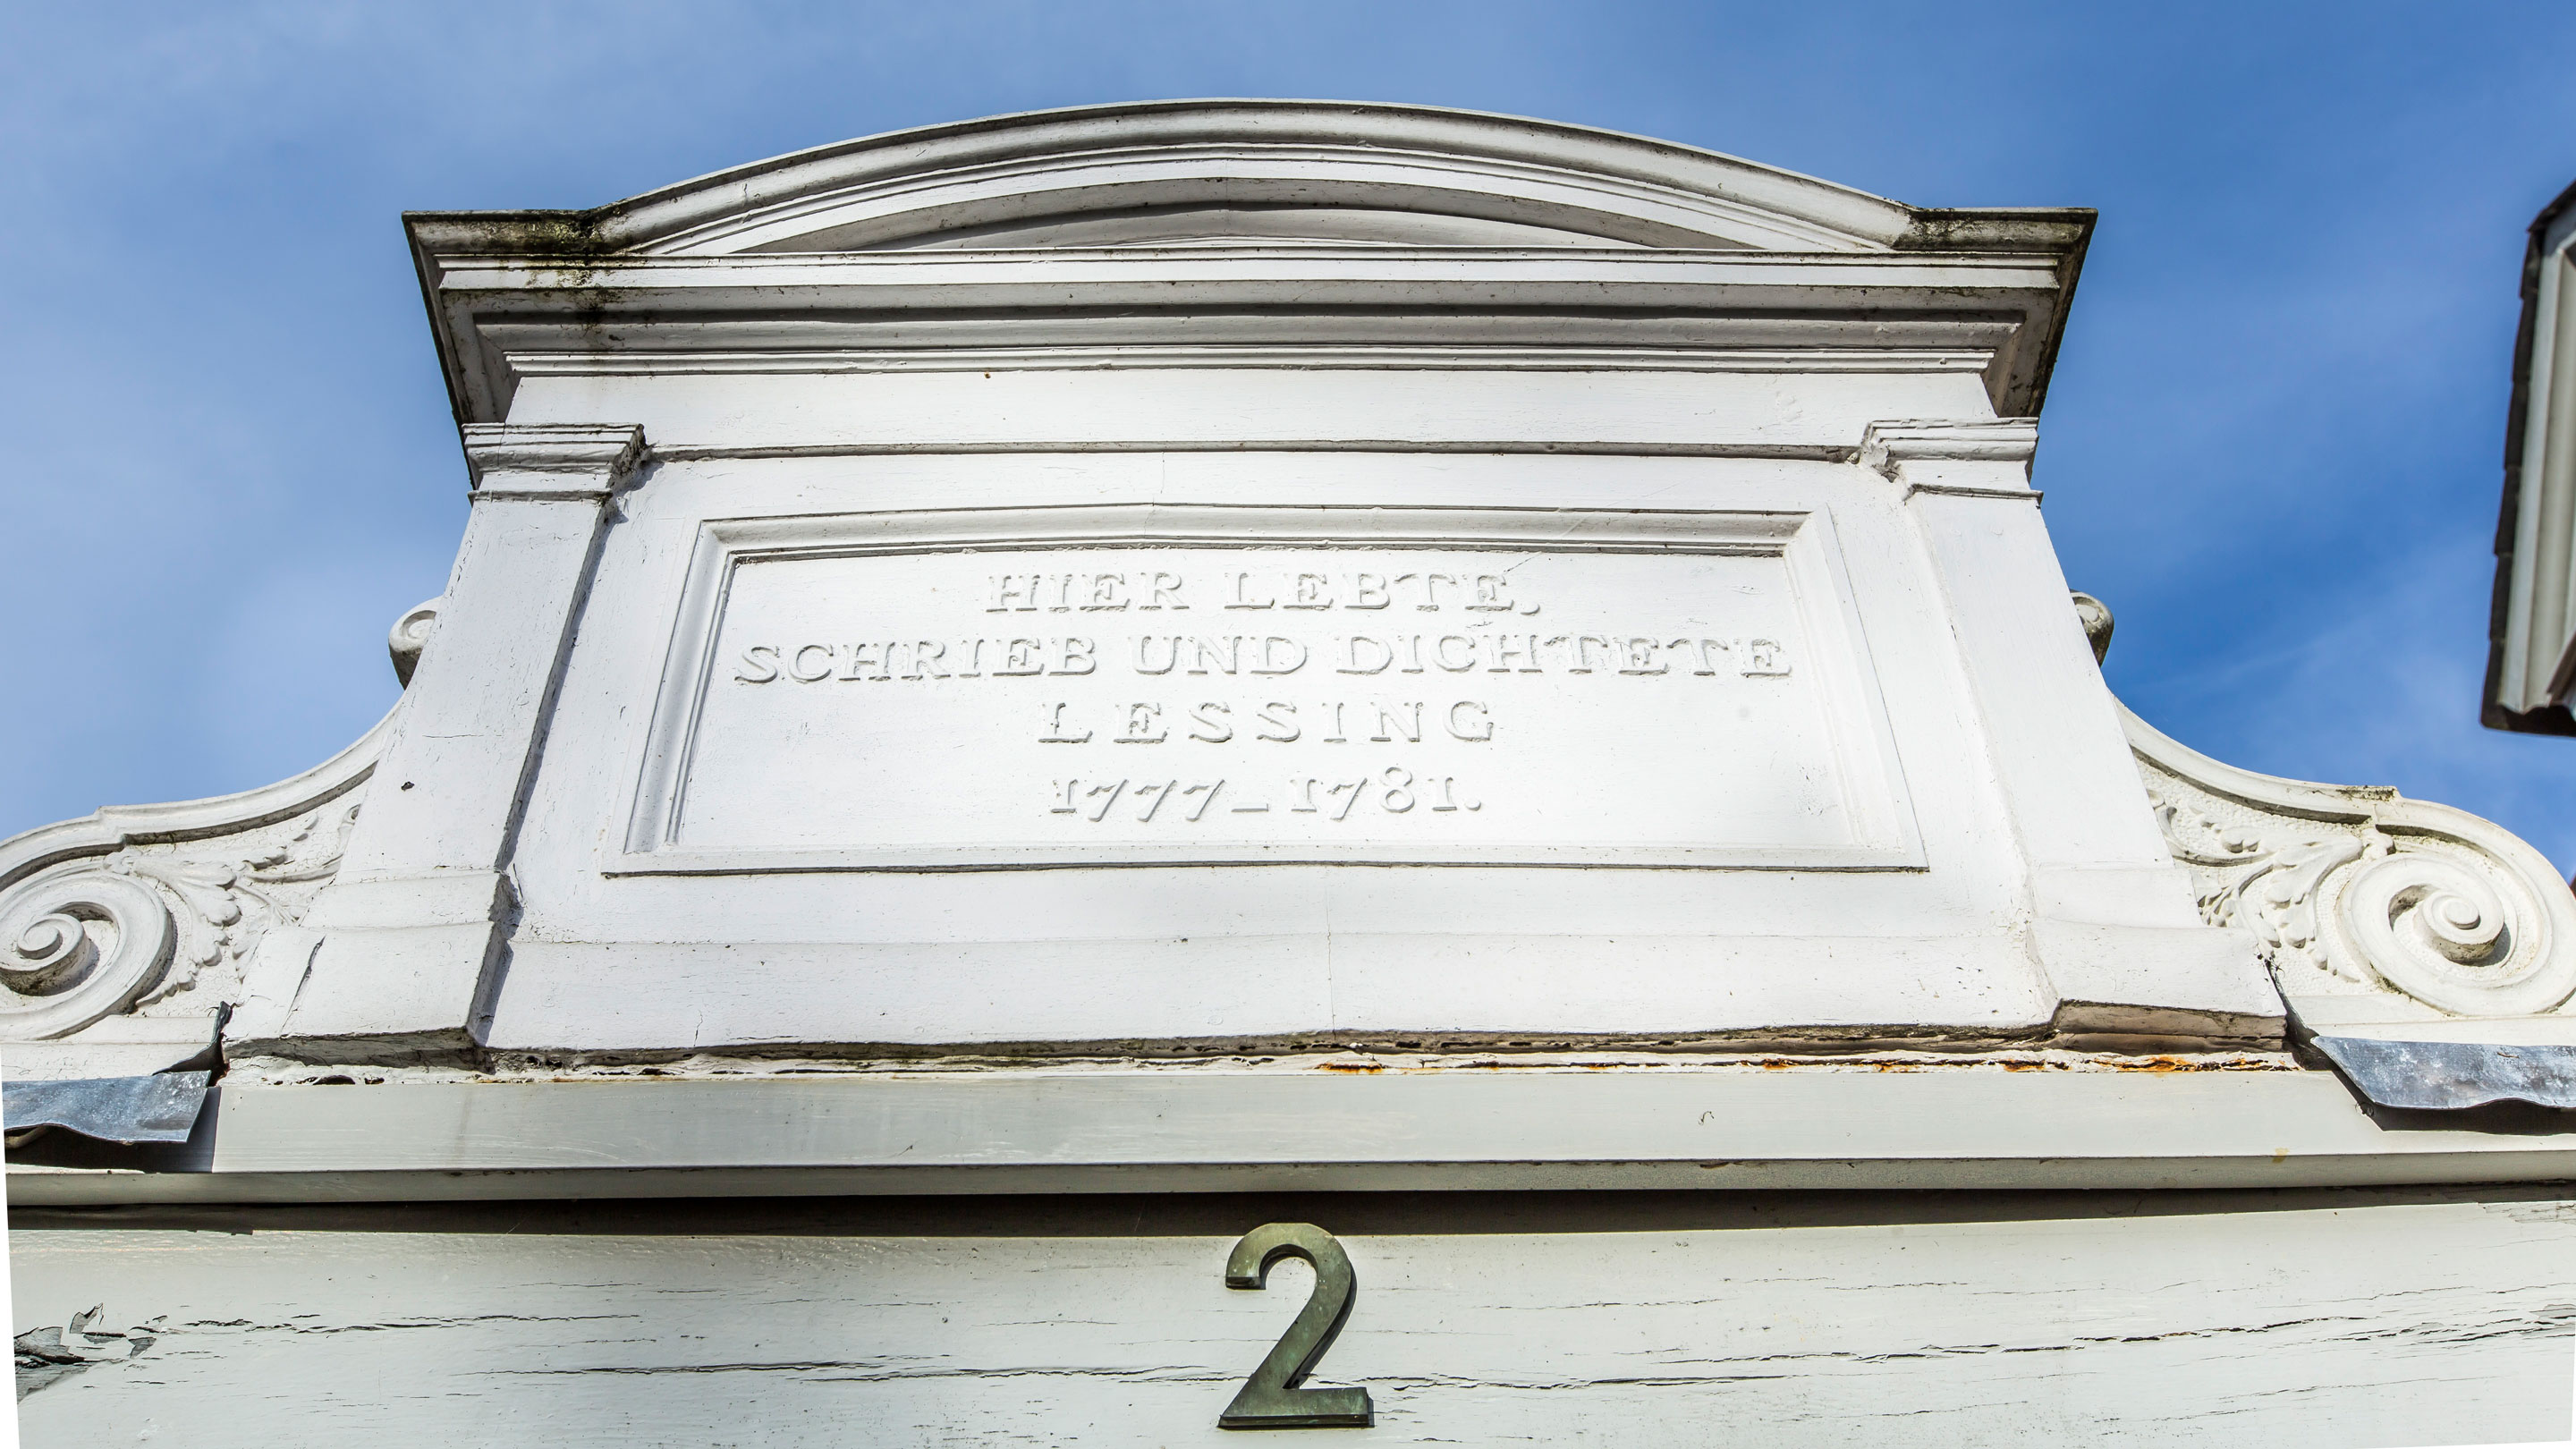 HIER LEBTE,
SCHRIEB UND DICHTETE
LESSING
1777–1781.
2